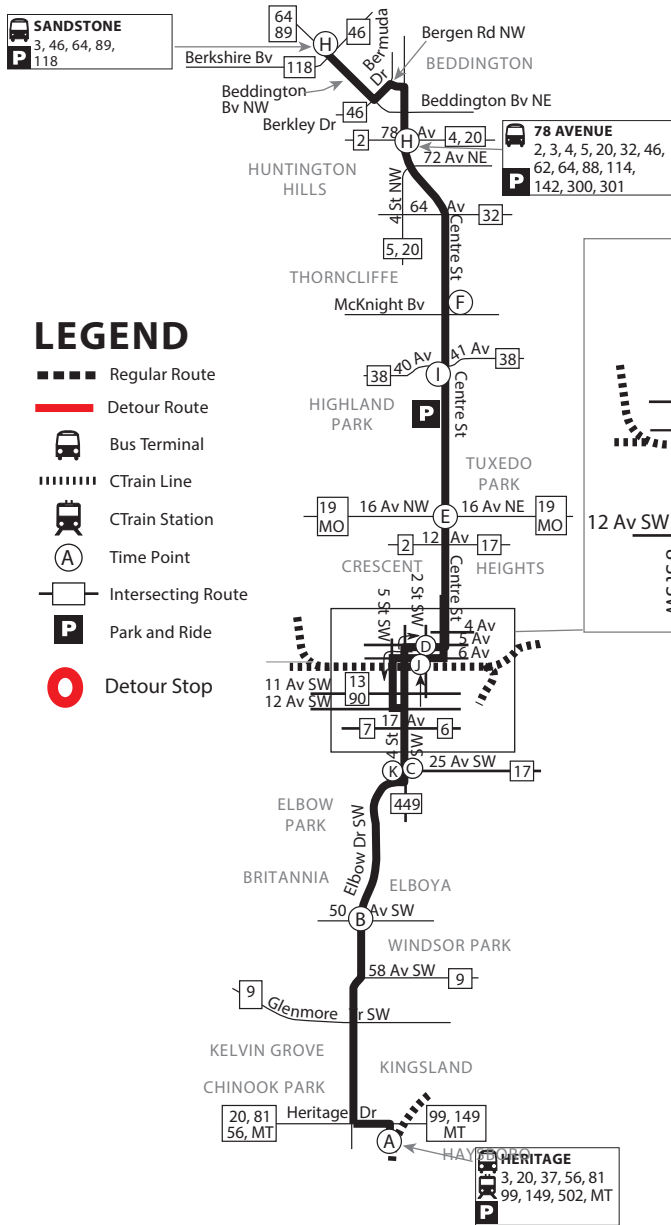 SANDSTONE
3, 46, 64, 89,
118
P
64
89
H
46
Bermuda
Dr
Bergen Rd NW
BEDDINGTON
Berkshire Bv
118
Beddington
Bv NW
46
Beddington Bv NE
Berkley Dr
2
78 Av
H
4, 20
78 AVENUE
2, 3, 4, 5, 20, 32, 46,
62, 64, 88, 114,
142, 300, 301
P
HUNTINGTON
HILLS
72 Av NE
4 St NW
64 Av
32
Centre St
5, 20
THORNCLIFFE
McKnight Bv
F
LEGEND
Regular Route
Detour Route
Bus Terminal
CTrain Line
CTrain Station
A
Time Point
Intersecting Route
P
Park and Ride
Detour Stop
40 Av
41 Av
38
38
I
HIGHLAND
PARK
P
Centre St
TUXEDO
PARK
19
MO
16 Av NW
E
16 Av NE
19
MO
12 Av SW
2
12 Av
17
CRESCENT
HEIGHTS
Centre St
5 St SW
2 St SW
4 Av
D
5 Av
6 Av
J
11 Av SW
13
90
12 Av SW
17 Av
7
6
4 St
SW
K
C
25 Av SW
17
449
ELBOW
PARK
Elbow Dr SW
BRITANNIA
ELBOYA
50 Av SW
B
WINDSOR PARK
58 Av SW
9
9
Glenmore Tr SW
KELVIN GROVE
KINGSLAND
CHINOOK PARK
20, 81
56, MT
Heritage Dr
99, 149
MT
A
HAYSBORO
HERITAGE
3, 20, 37, 56, 81
99, 149, 502, MT
P